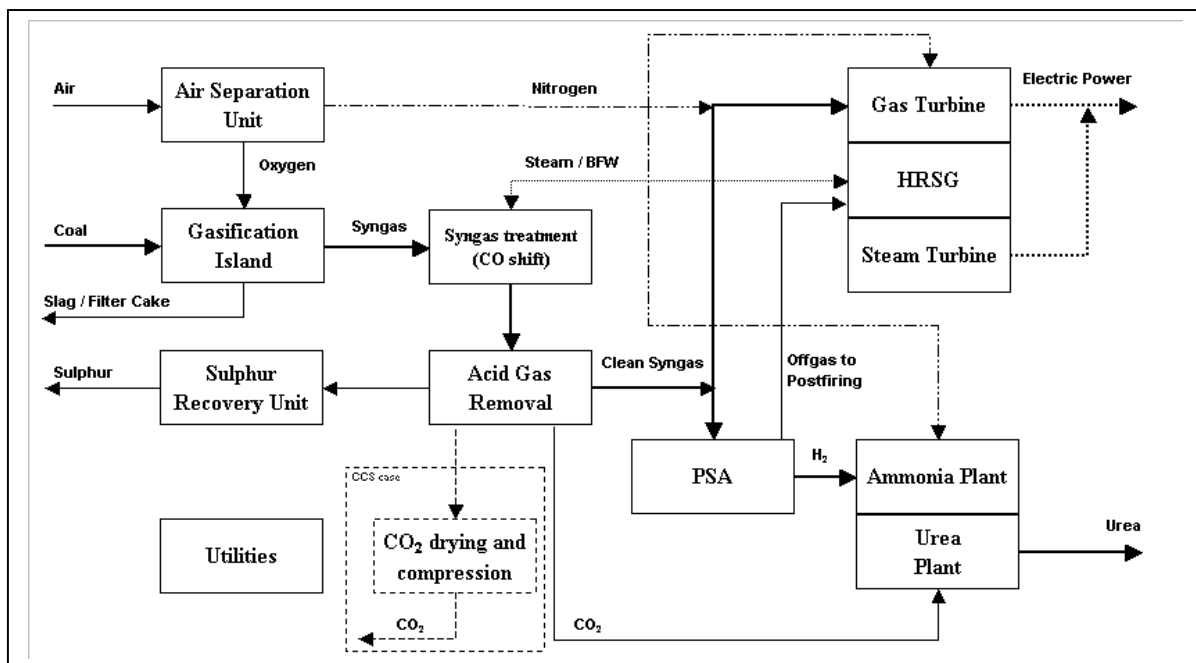 Air
Air Separation
Unit
Nitrogen
Gas Turbine
Electric Power
Oxygen
Steam / BFW
HRSG
Coal
Gasification
Island
Syngas
Syngas treatment
(CO shift)
Steam Turbine
Slag / Filter Cake
Sulphur
Sulphur
Recovery Unit
Acid Gas
Removal
Clean Syngas
Offgas to
Postfiring
PSA
H₂
Ammonia Plant
CCS case
Utilities
CO₂ drying and
compression
Urea
Plant
Urea
CO₂
CO₂